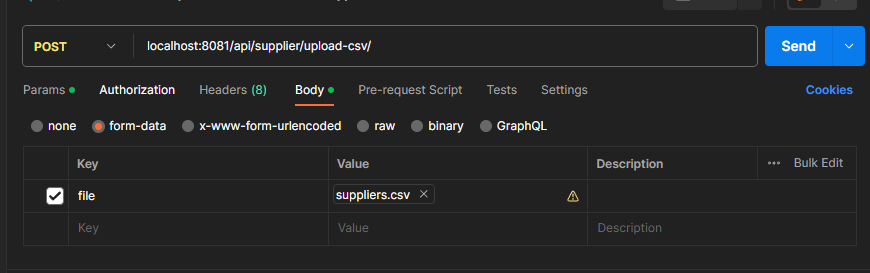 POST localhost:8081/api/supplier/upload-csv/ Send
Params Authorization Headers (8) Body Pre-request Script Tests Settings Cookies
none form-data x-www-form-urlencoded raw binary GraphQL
Key Value Description ••• Bulk Edit
file suppliers.csv ×
Key Value Description